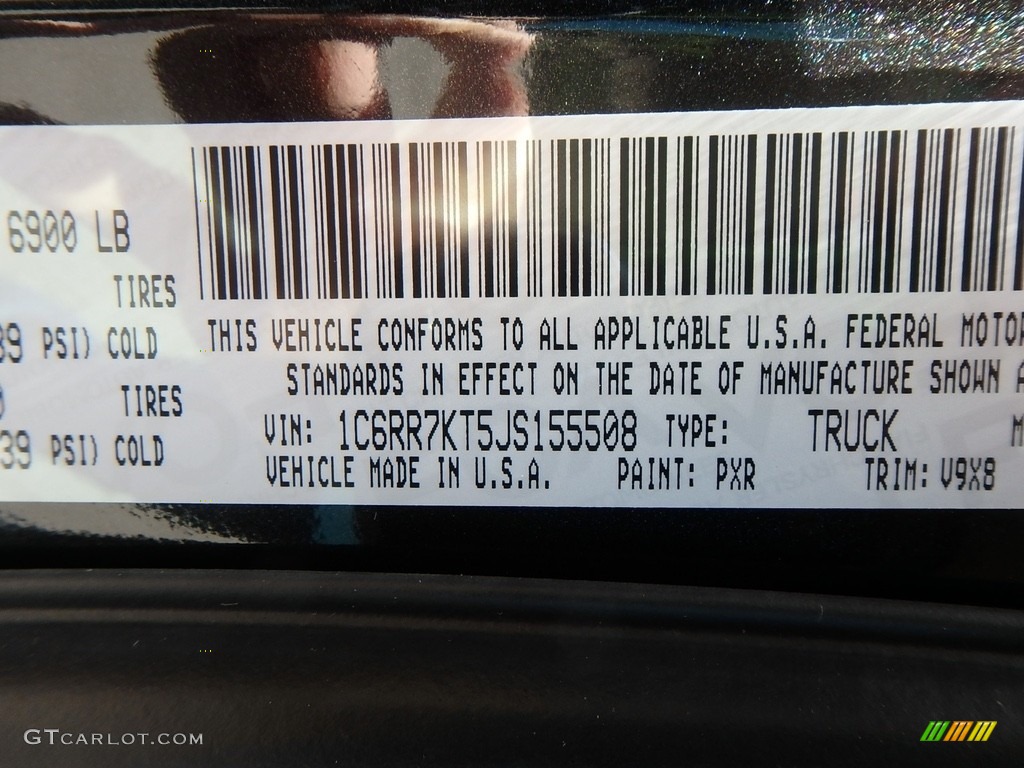 6900 LB
TIRES
39 PSI) COLD
TIRES
39 PSI) COLD
THIS VEHICLE CONFORMS TO ALL APPLICABLE U.S.A. FEDERAL MOTOR
STANDARDS IN EFFECT ON THE DATE OF MANUFACTURE SHOWN A
VIN: 1C6RR7KT5JS155508 TYPE: TRUCK M
VEHICLE MADE IN U.S.A. PAINT: PXR TRIM: V9X8
GTCARLOT.COM